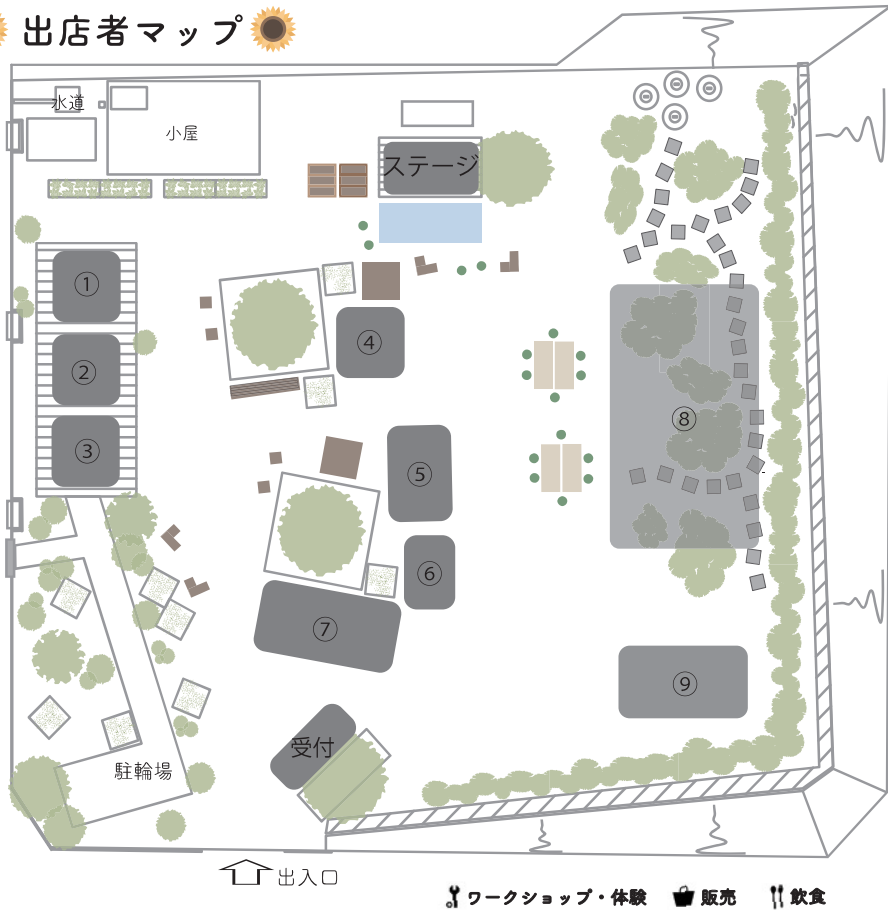 出店者マップ
水道
小屋
ステージ
①
②
④
③
⑧
⑤
⑥
⑦
⑨
受付
駐輪場
出入口
ワークショップ・体験 販売 飲食